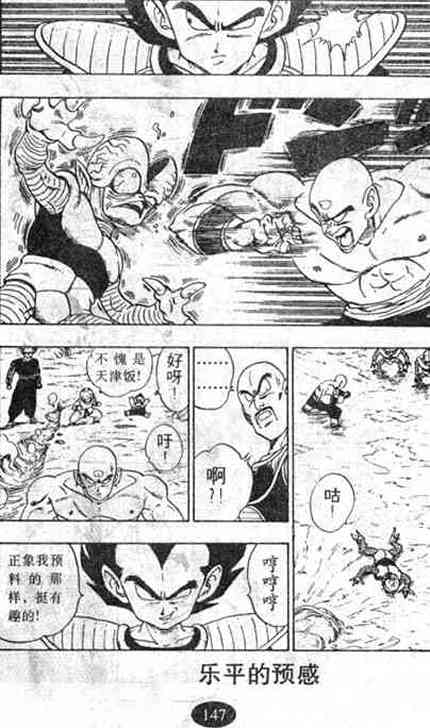 咕!
………
啊?!
好呀!
不愧是
天津饭!
吁!
哼哼哼
正象我预
料的那
样,挺有
趣的!
乐平的预感
147